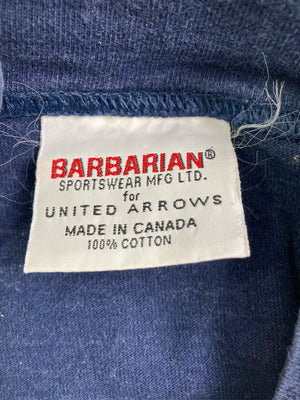 BARBARIAN®
SPORTSWEAR MFG LTD.
for
UNITED ARROWS
MADE IN CANADA
100% COTTON